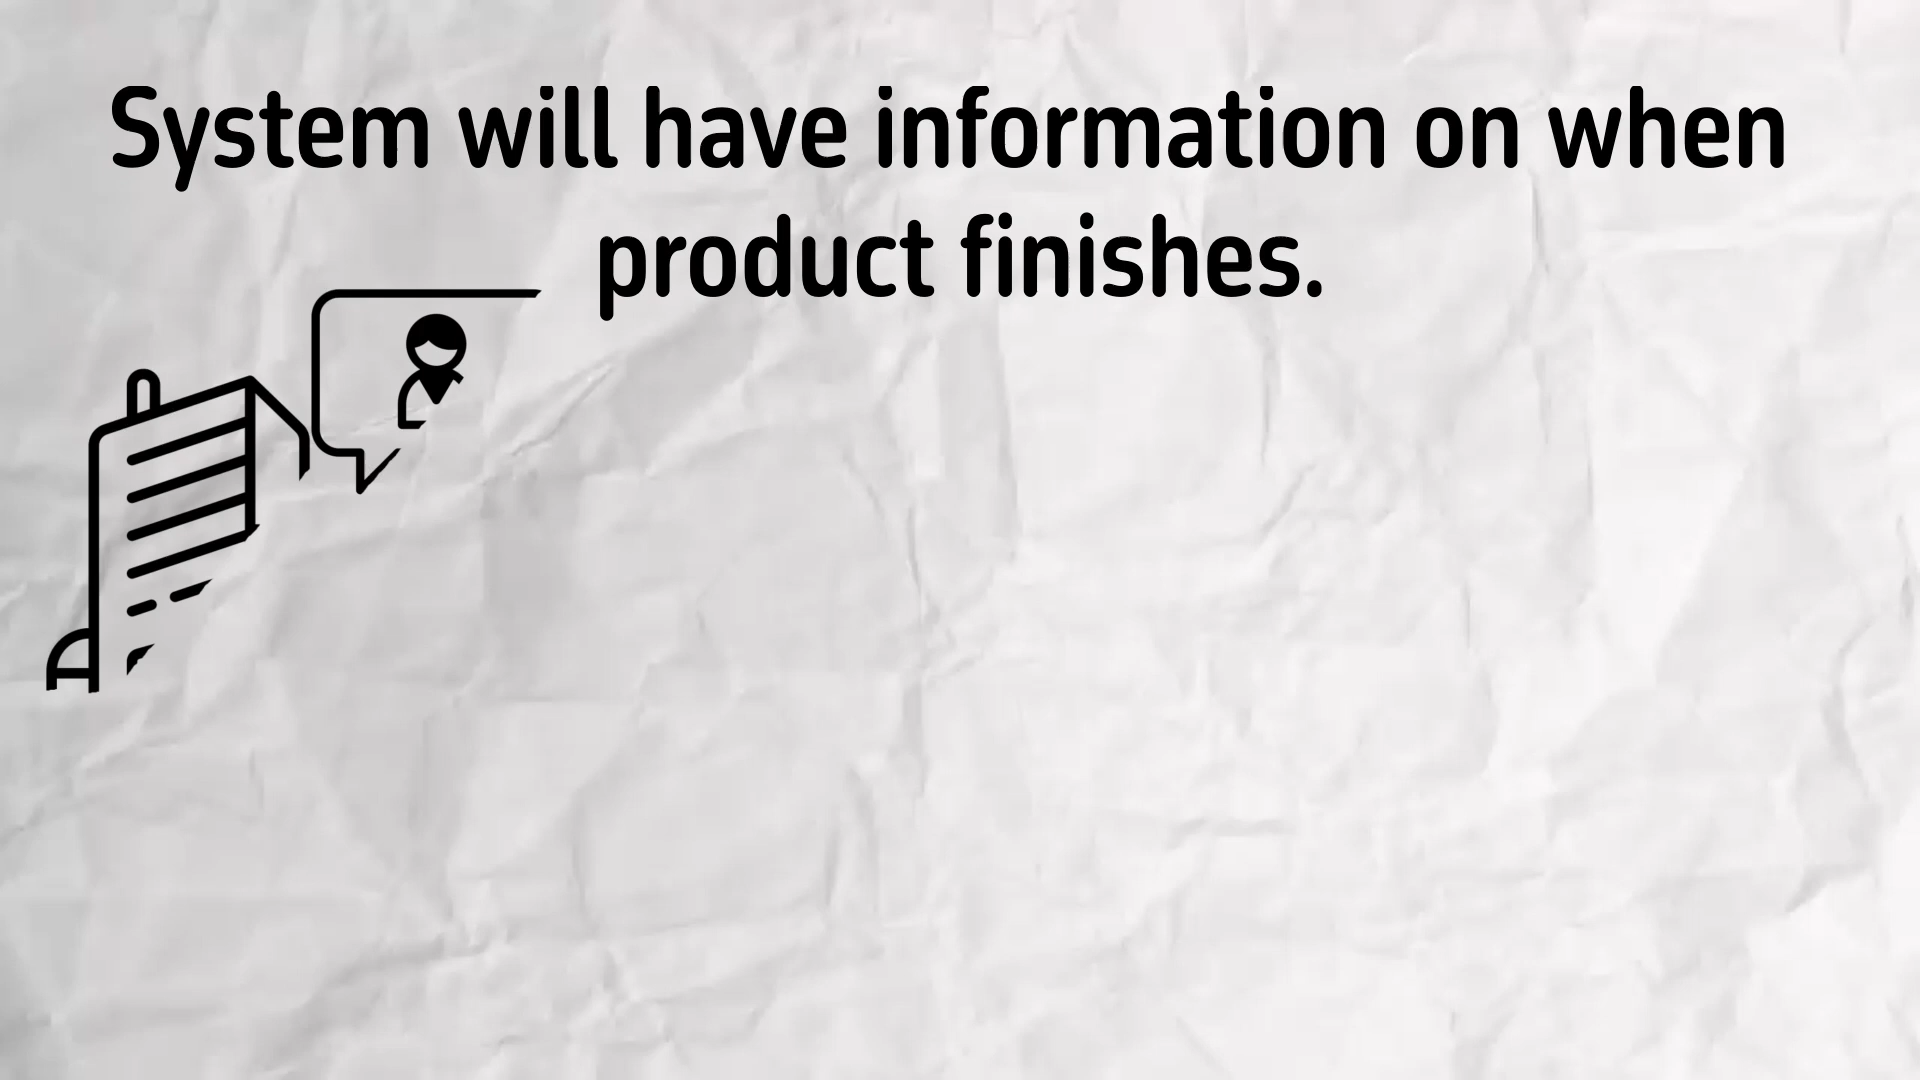 System will have information on when
product finishes.